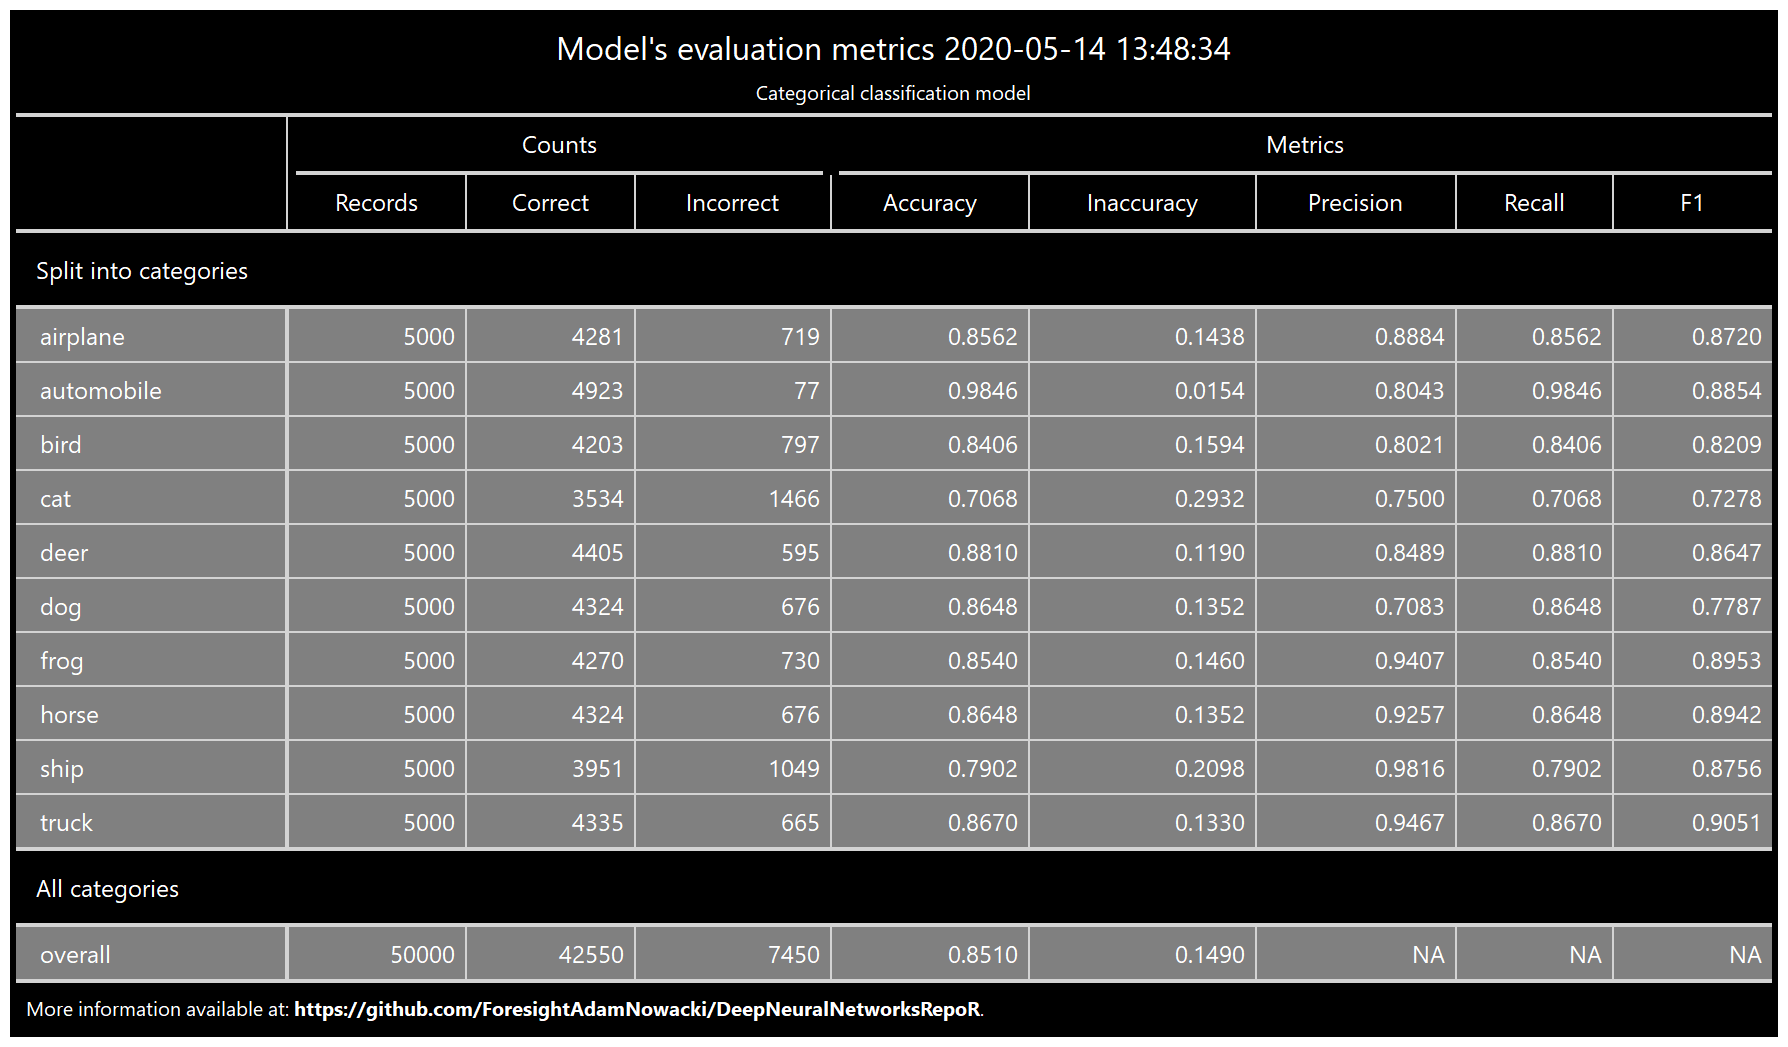 Model's evaluation metrics 2020-05-14 13:48:34
Categorical classification model
Counts Metrics
Records Correct Incorrect Accuracy Inaccuracy Precision Recall F1
Split into categories
airplane 5000 4281 719 0.8562 0.1438 0.8884 0.8562 0.8720
automobile 5000 4923 77 0.9846 0.0154 0.8043 0.9846 0.8854
bird 5000 4203 797 0.8406 0.1594 0.8021 0.8406 0.8209
cat 5000 3534 1466 0.7068 0.2932 0.7500 0.7068 0.7278
deer 5000 4405 595 0.8810 0.1190 0.8489 0.8810 0.8647
dog 5000 4324 676 0.8648 0.1352 0.7083 0.8648 0.7787
frog 5000 4270 730 0.8540 0.1460 0.9407 0.8540 0.8953
horse 5000 4324 676 0.8648 0.1352 0.9257 0.8648 0.8942
ship 5000 3951 1049 0.7902 0.2098 0.9816 0.7902 0.8756
truck 5000 4335 665 0.8670 0.1330 0.9467 0.8670 0.9051
All categories
overall 50000 42550 7450 0.8510 0.1490 NA NA NA
More information available at: https://github.com/ForesightAdamNowacki/DeepNeuralNetworksRepoR.